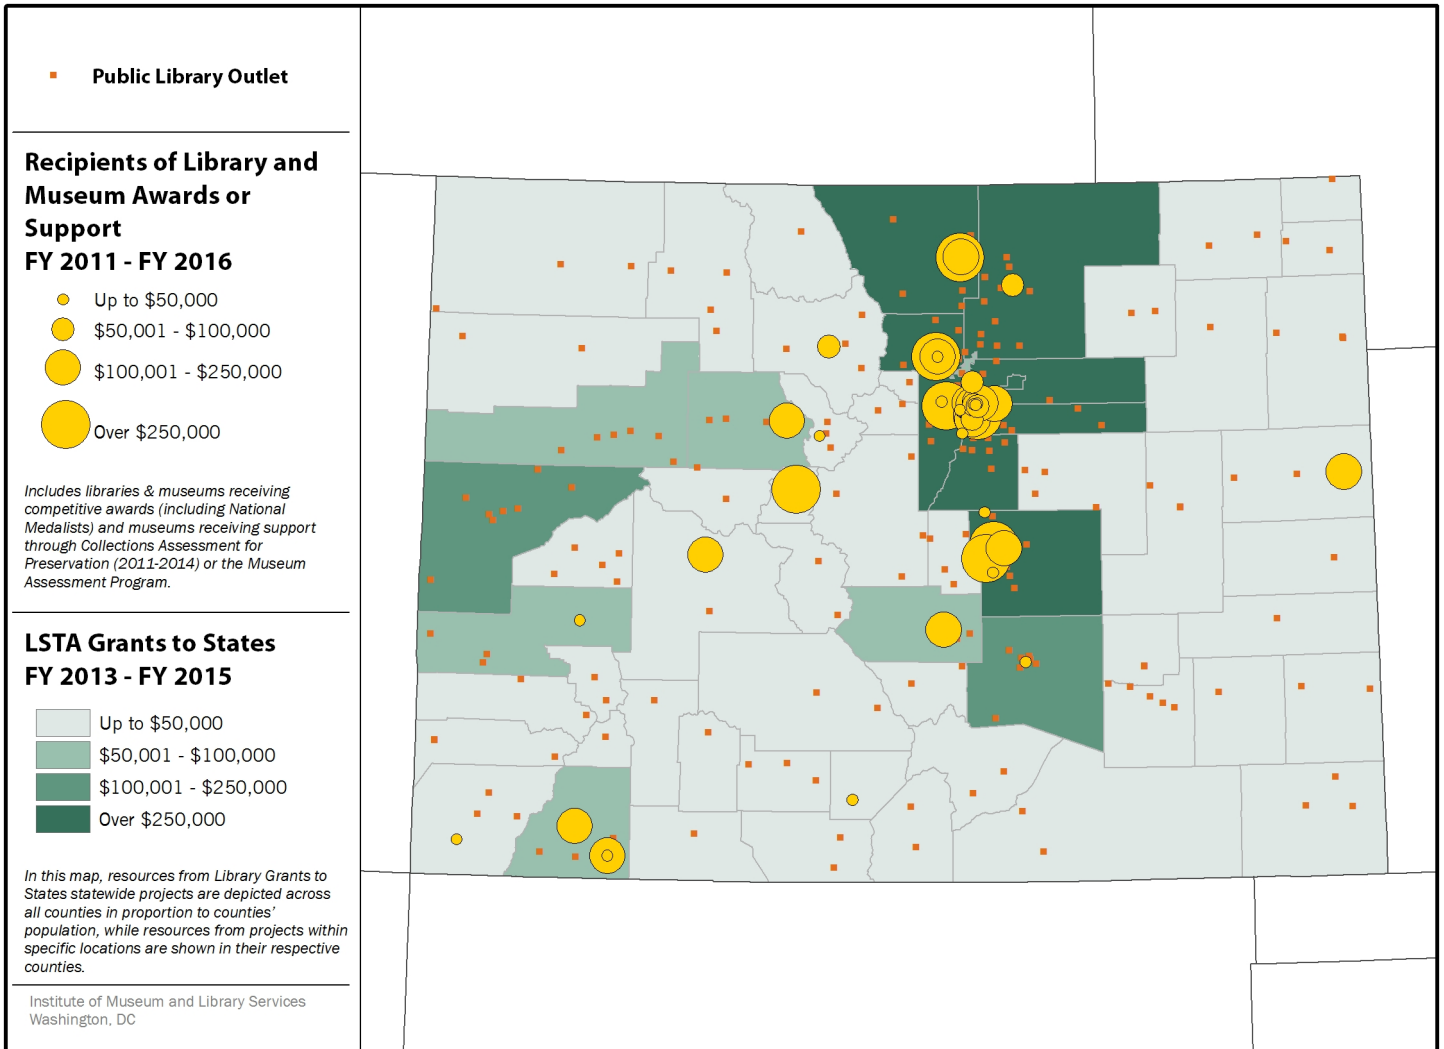 Public Library Outlet
Recipients of Library and
Museum Awards or
Support
FY 2011 - FY 2016
Up to $50,000
$50,001 - $100,000
$100,001 - $250,000
Over $250,000
Includes libraries & museums receiving
competitive awards (including National
Medalists) and museums receiving support
through Collections Assessment for
Preservation (2011-2014) or the Museum
Assessment Program.
LSTA Grants to States
FY 2013 - FY 2015
Up to $50,000
$50,001 - $100,000
$100,001 - $250,000
Over $250,000
In this map, resources from Library Grants to
States statewide projects are depicted across
all counties in proportion to counties'
population, while resources from projects within
specific locations are shown in their respective
counties.
Institute of Museum and Library Services
Washington, DC